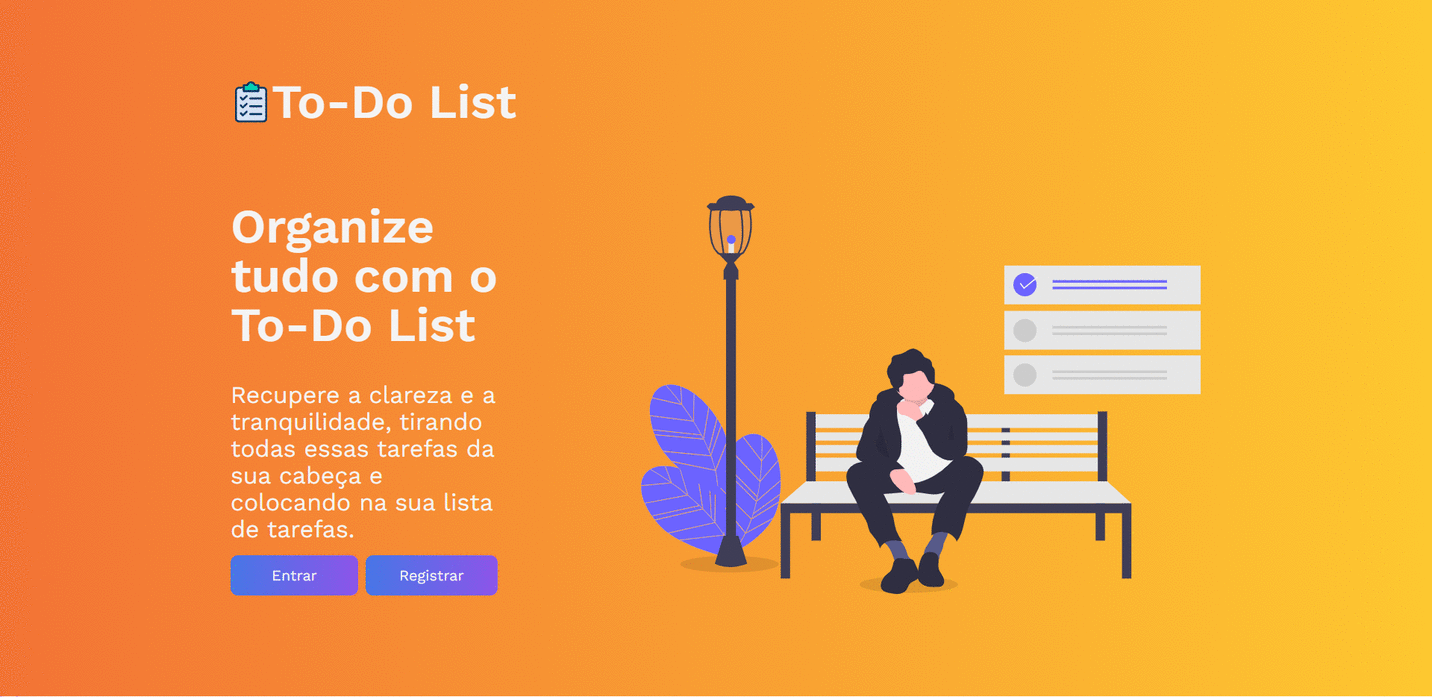 To-Do List
Organize
tudo com o
To-Do List
Recupere a clareza e a
tranquilidade, tirando
todas essas tarefas da
sua cabeça e
colocando na sua lista
de tarefas.
Entrar
Registrar